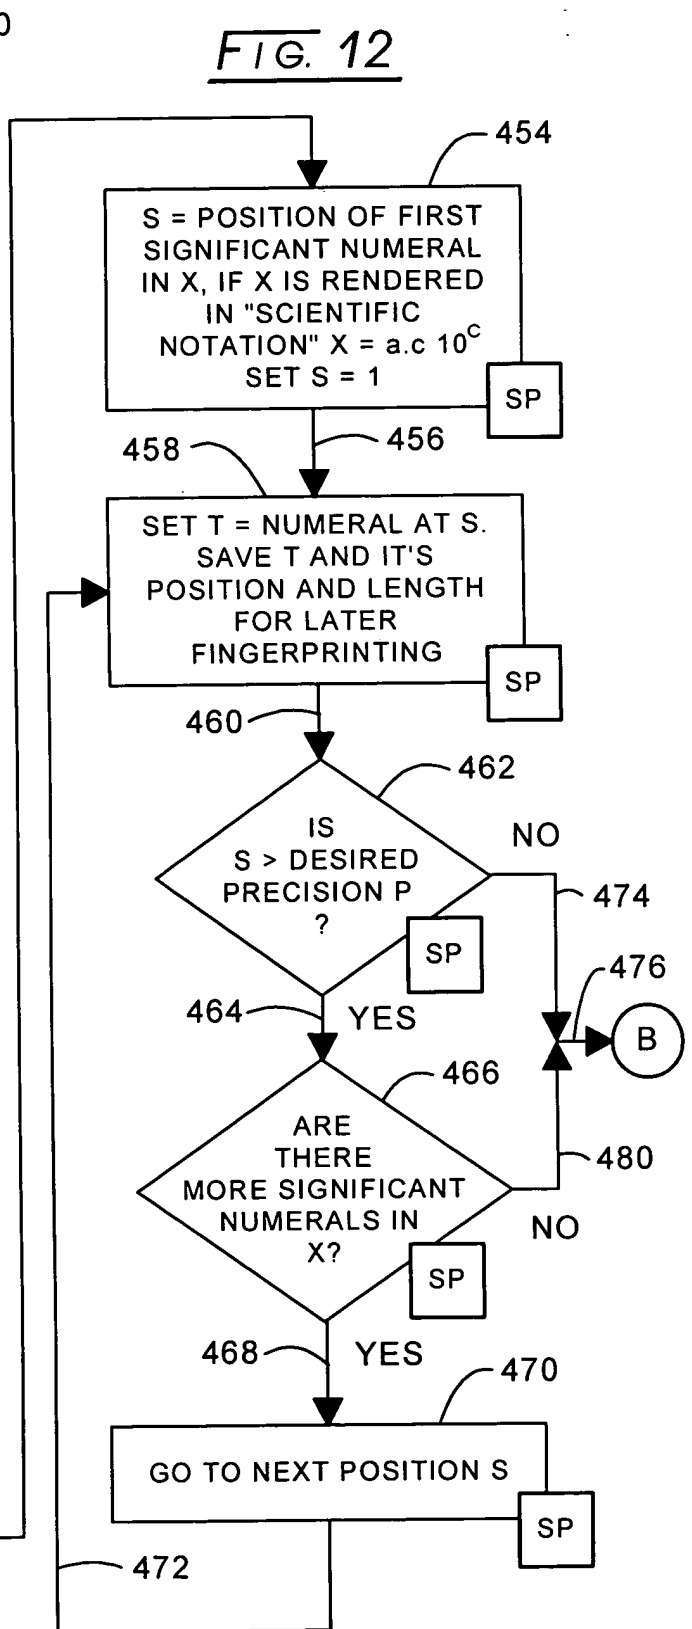 0
FIG. 12
454
S = POSITION OF FIRST
SIGNIFICANT NUMERAL
IN X, IF X IS RENDERED
IN "SCIENTIFIC
NOTATION" X = a.c 10^C
SET S = 1
SP
456
458
SET T = NUMERAL AT S.
SAVE T AND IT'S
POSITION AND LENGTH
FOR LATER
FINGERPRINTING
SP
460
462
IS
S > DESIRED
PRECISION P
?
SP
NO
474
476
B
464
YES
466
ARE
THERE
MORE SIGNIFICANT
NUMERALS IN
X?
SP
480
NO
468
YES
470
GO TO NEXT POSITION S
SP
472